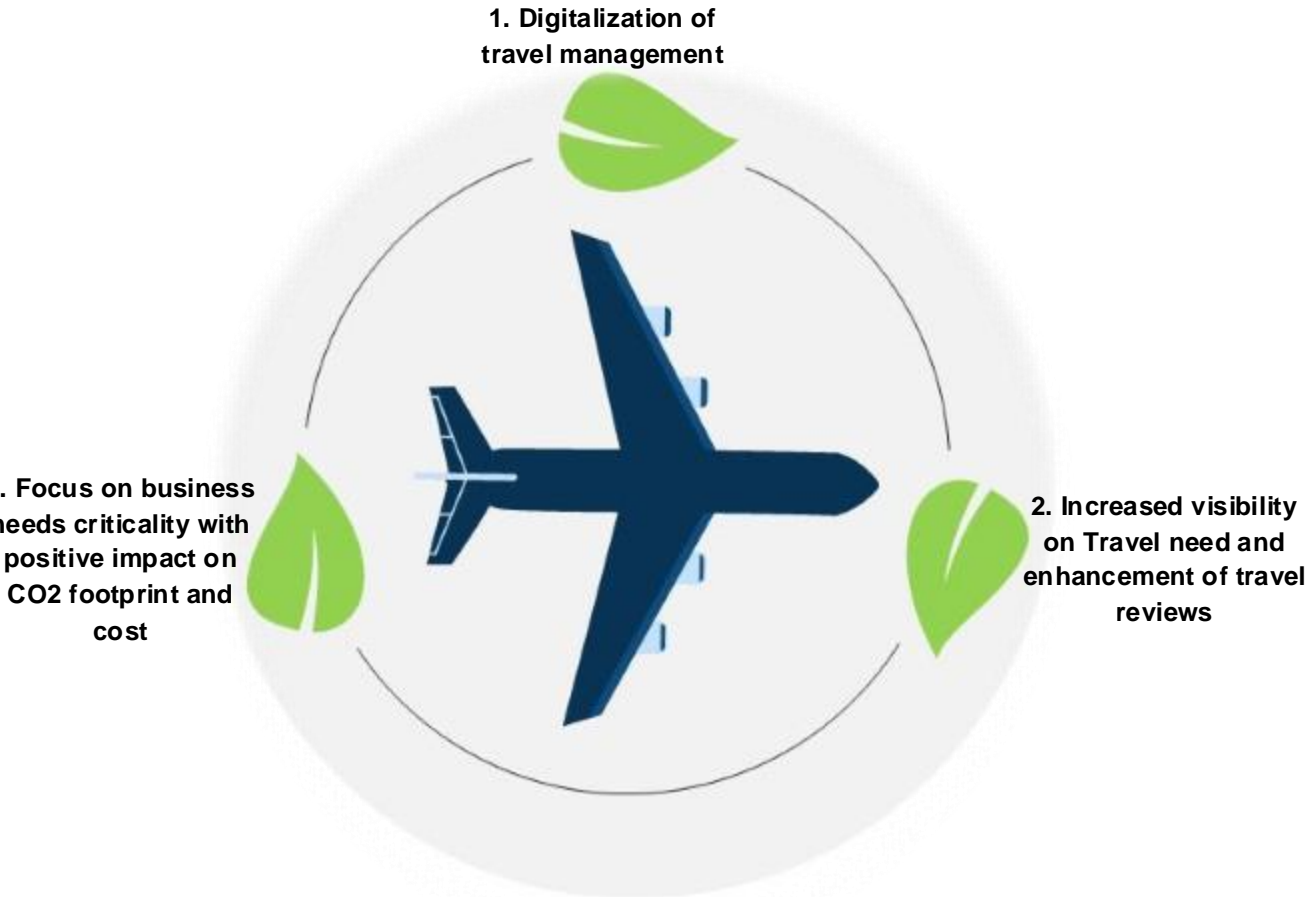 1. Digitalization of
travel management
2. Increased visibility
on Travel need and
enhancement of travel
reviews
. Focus on business
needs criticality with
positive impact on
CO2 footprint and
cost